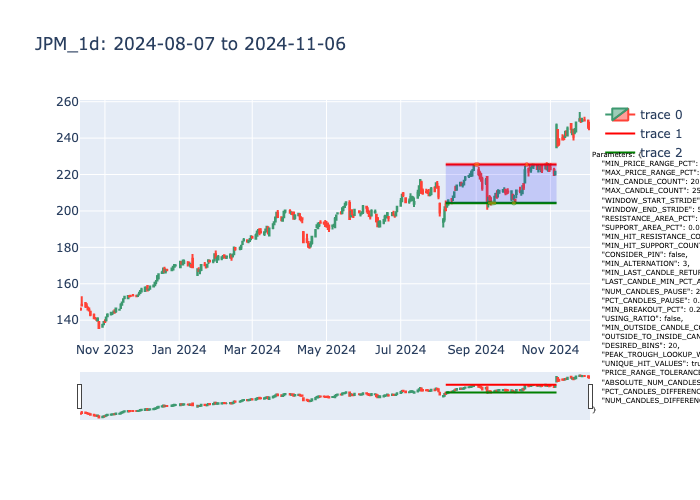 JPM_1d: 2024-08-07 to 2024-11-06
260
240
220
200
180
160
140
Nov 2023
Jan 2024
Mar 2024
May 2024
Jul 2024
Sep 2024
Nov 2024
trace 0
trace 1
trace 2
Parameters: {
"MIN_PRICE_RANGE_PCT":
"MAX_PRICE_RANGE_PCT":
"MIN_CANDLE_COUNT": 20
"MAX_CANDLE_COUNT": 25
"WINDOW_START_STRIDE"
"WINDOW_END_STRIDE": 5
"RESISTANCE_AREA_PCT":
"SUPPORT_AREA_PCT": 0.0
"MIN_HIT_RESISTANCE_CO
"MIN_HIT_SUPPORT_COUNT
"CONSIDER_PIN": false,
"MIN_ALTERNATION": 3,
"MIN_LAST_CANDLE_RETUR
"LAST_CANDLE_MIN_PCT_A
"NUM_CANDLES_PAUSE": 2
"PCT_CANDLES_PAUSE": 0.
"MIN_BREAKOUT_PCT": 0.2
"USING_RATIO": false,
"MIN_OUTSIDE_CANDLE_CO
"OUTSIDE_TO_INSIDE_CAN
"DESIRED_BINS": 20,
"PEAK_TROUGH_LOOKUP_W
"UNIQUE_HIT_VALUES": tru
"PRICE_RANGE_TOLERANC
"ABSOLUTE_NUM_CANDLES
"PCT_CANDLES_DIFFERENC
"NUM_CANDLES_DIFFEREN
}